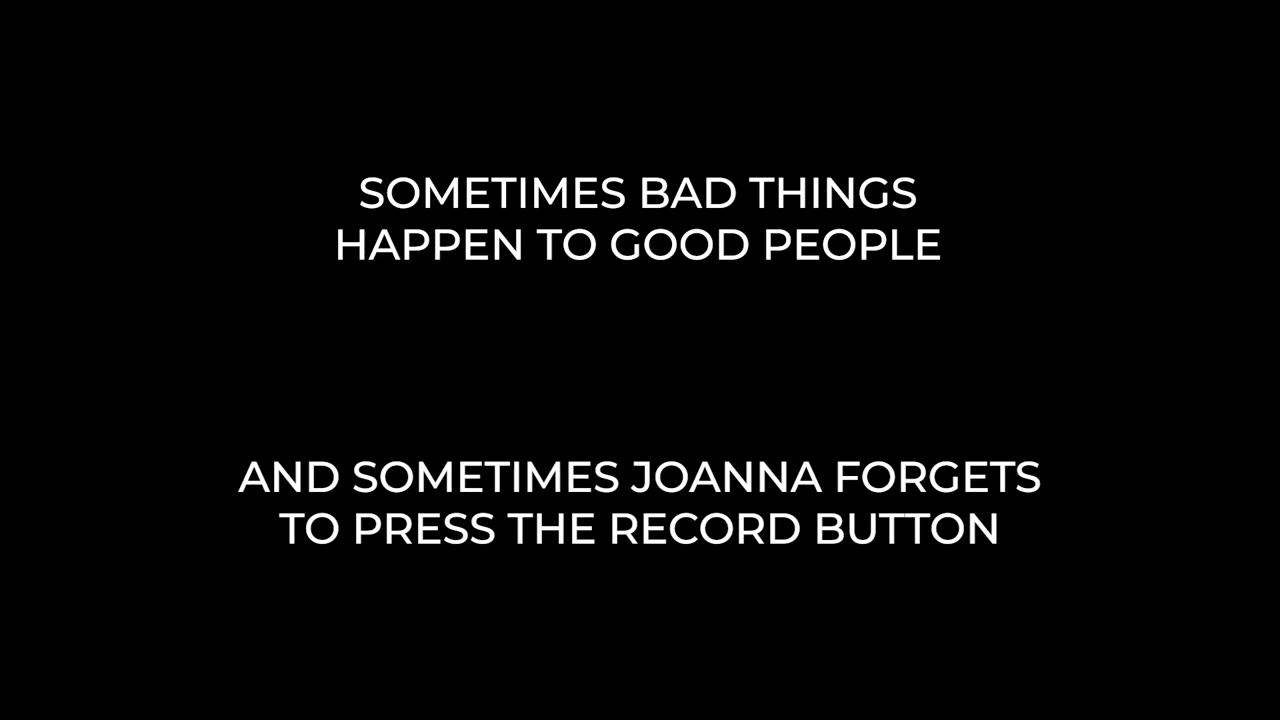 SOMETIMES BAD THINGS
HAPPEN TO GOOD PEOPLE
AND SOMETIMES JOANNA FORGETS
TO PRESS THE RECORD BUTTON